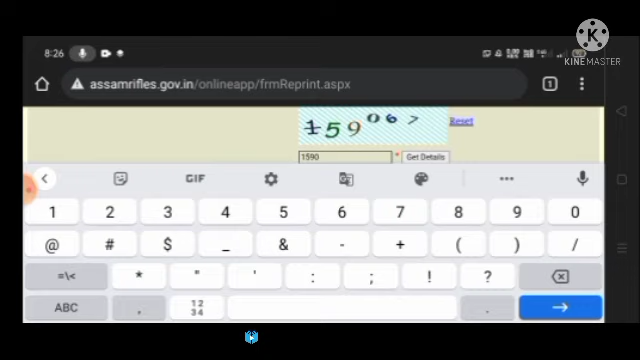 K
KINEMASTER
8:26
assamrifles.gov.in/onlineapp/frmReprint.aspx
1
159067
Reset
1590
* Get Details
GIF
1 2 3 4 5 6 7 8 9 0
@ # $ _ & - + ( ) /
=\< * " ' : ; ! ?
ABC , 12 34 .